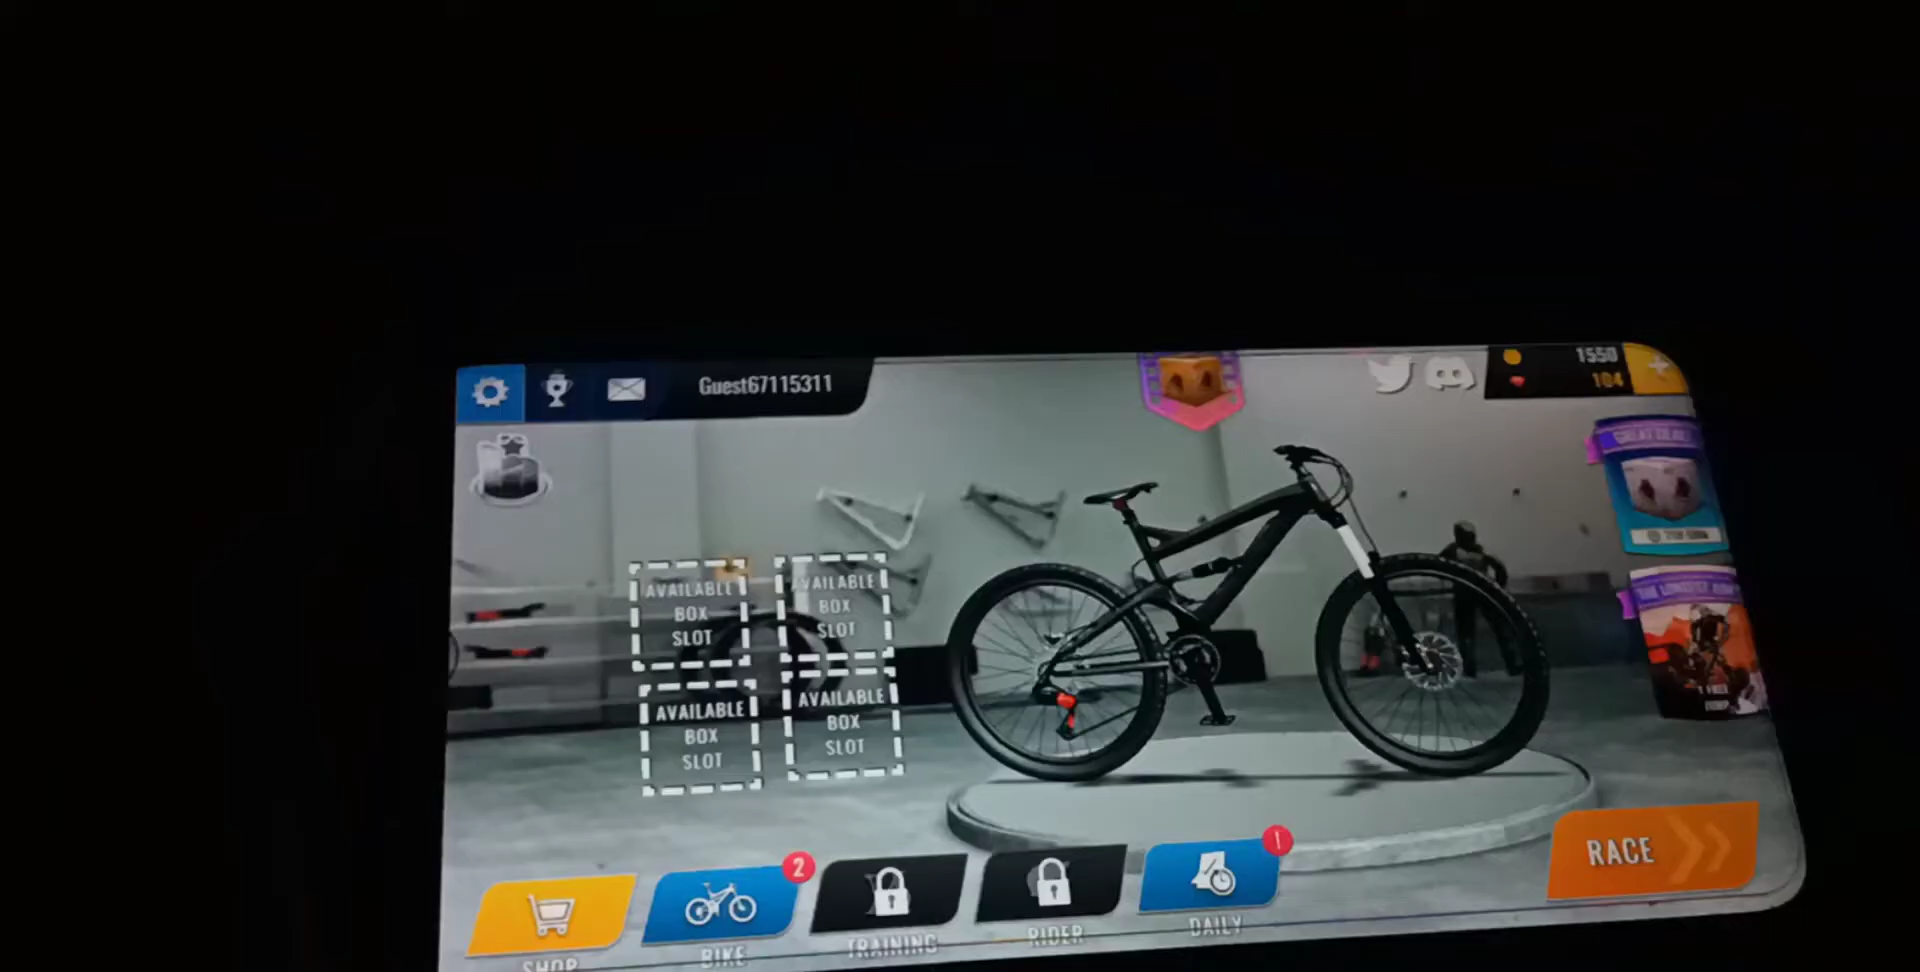 Guest67115311
1550
104
AVAILABLE
BOX
SLOT
AVAILABLE
BOX
SLOT
AVAILABLE
BOX
SLOT
AVAILABLE
BOX
SLOT
RACE
2
!
SHOP
BIKE
TRAINING
RIDER
DAILY